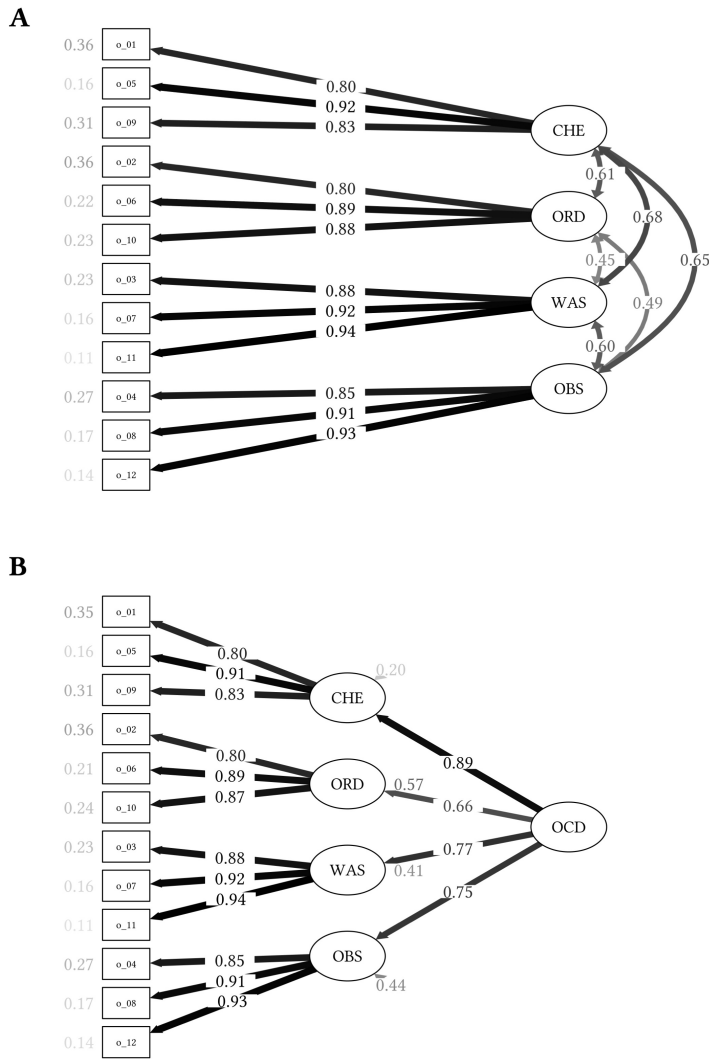 A
0.36 o_01
0.16 o_05
0.31 o_09
0.36 o_02
0.22 o_06
0.23 o_10
0.23 o_03
0.16 o_07
0.11 o_11
0.27 o_04
0.17 o_08
0.14 o_12
0.80
0.92
0.83
0.80
0.89
0.88
0.88
0.92
0.94
0.85
0.91
0.93
CHE
ORD
WAS
OBS
0.61
0.68
0.65
0.45
0.49
0.60
B
0.35 o_01
0.16 o_05
0.31 o_09
0.36 o_02
0.21 o_06
0.24 o_10
0.23 o_03
0.16 o_07
0.11 o_11
0.27 o_04
0.17 o_08
0.14 o_12
0.80
0.91
0.83
0.80
0.89
0.87
0.88
0.92
0.94
0.85
0.91
0.93
0.20
CHE
0.57
ORD
WAS
0.41
OBS
0.44
0.89
0.66
0.77
0.75
OCD